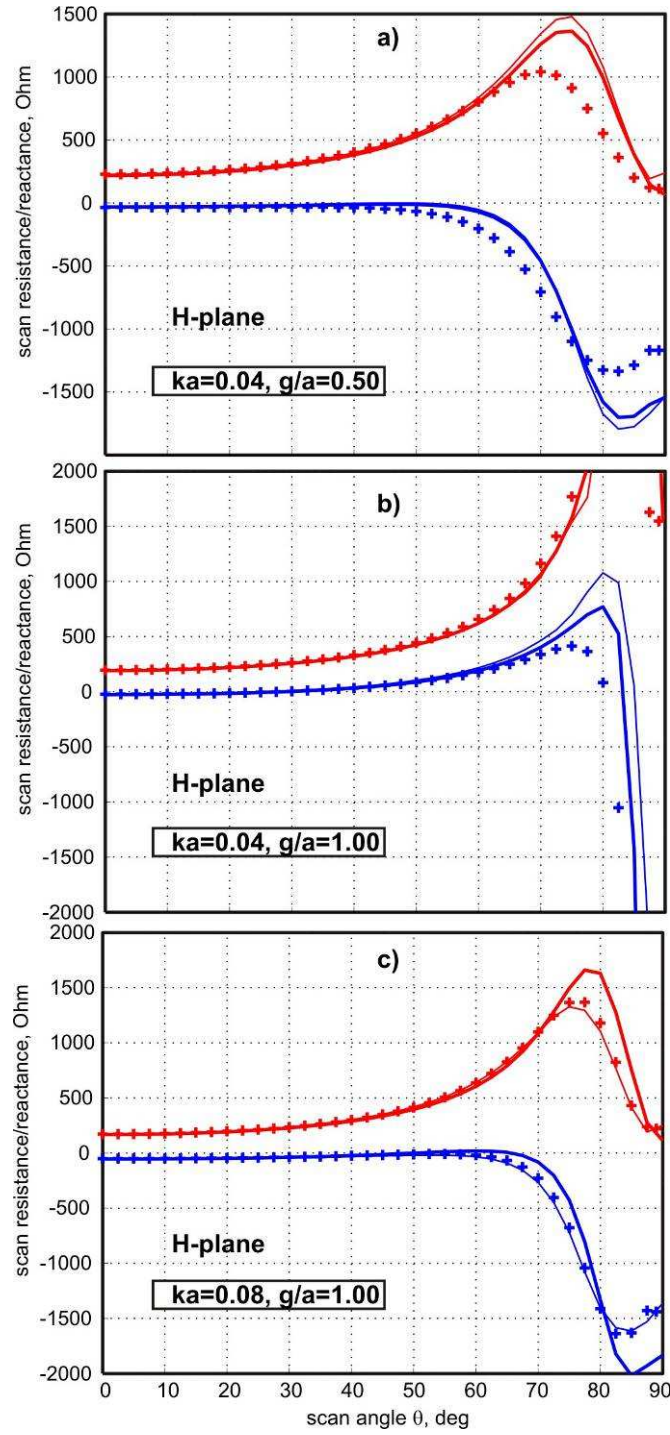 1500
1000
500
0
-500
-1000
-1500
scan resistance/reactance, Ohm
a)
H-plane
ka=0.04, g/a=0.50
2000
1500
1000
500
0
-500
-1000
-1500
-2000
scan resistance/reactance, Ohm
b)
H-plane
ka=0.04, g/a=1.00
2000
1500
1000
500
0
-500
-1000
-1500
-2000
scan resistance/reactance, Ohm
c)
H-plane
ka=0.08, g/a=1.00
0 10 20 30 40 50 60 70 80 90
scan angle θ, deg